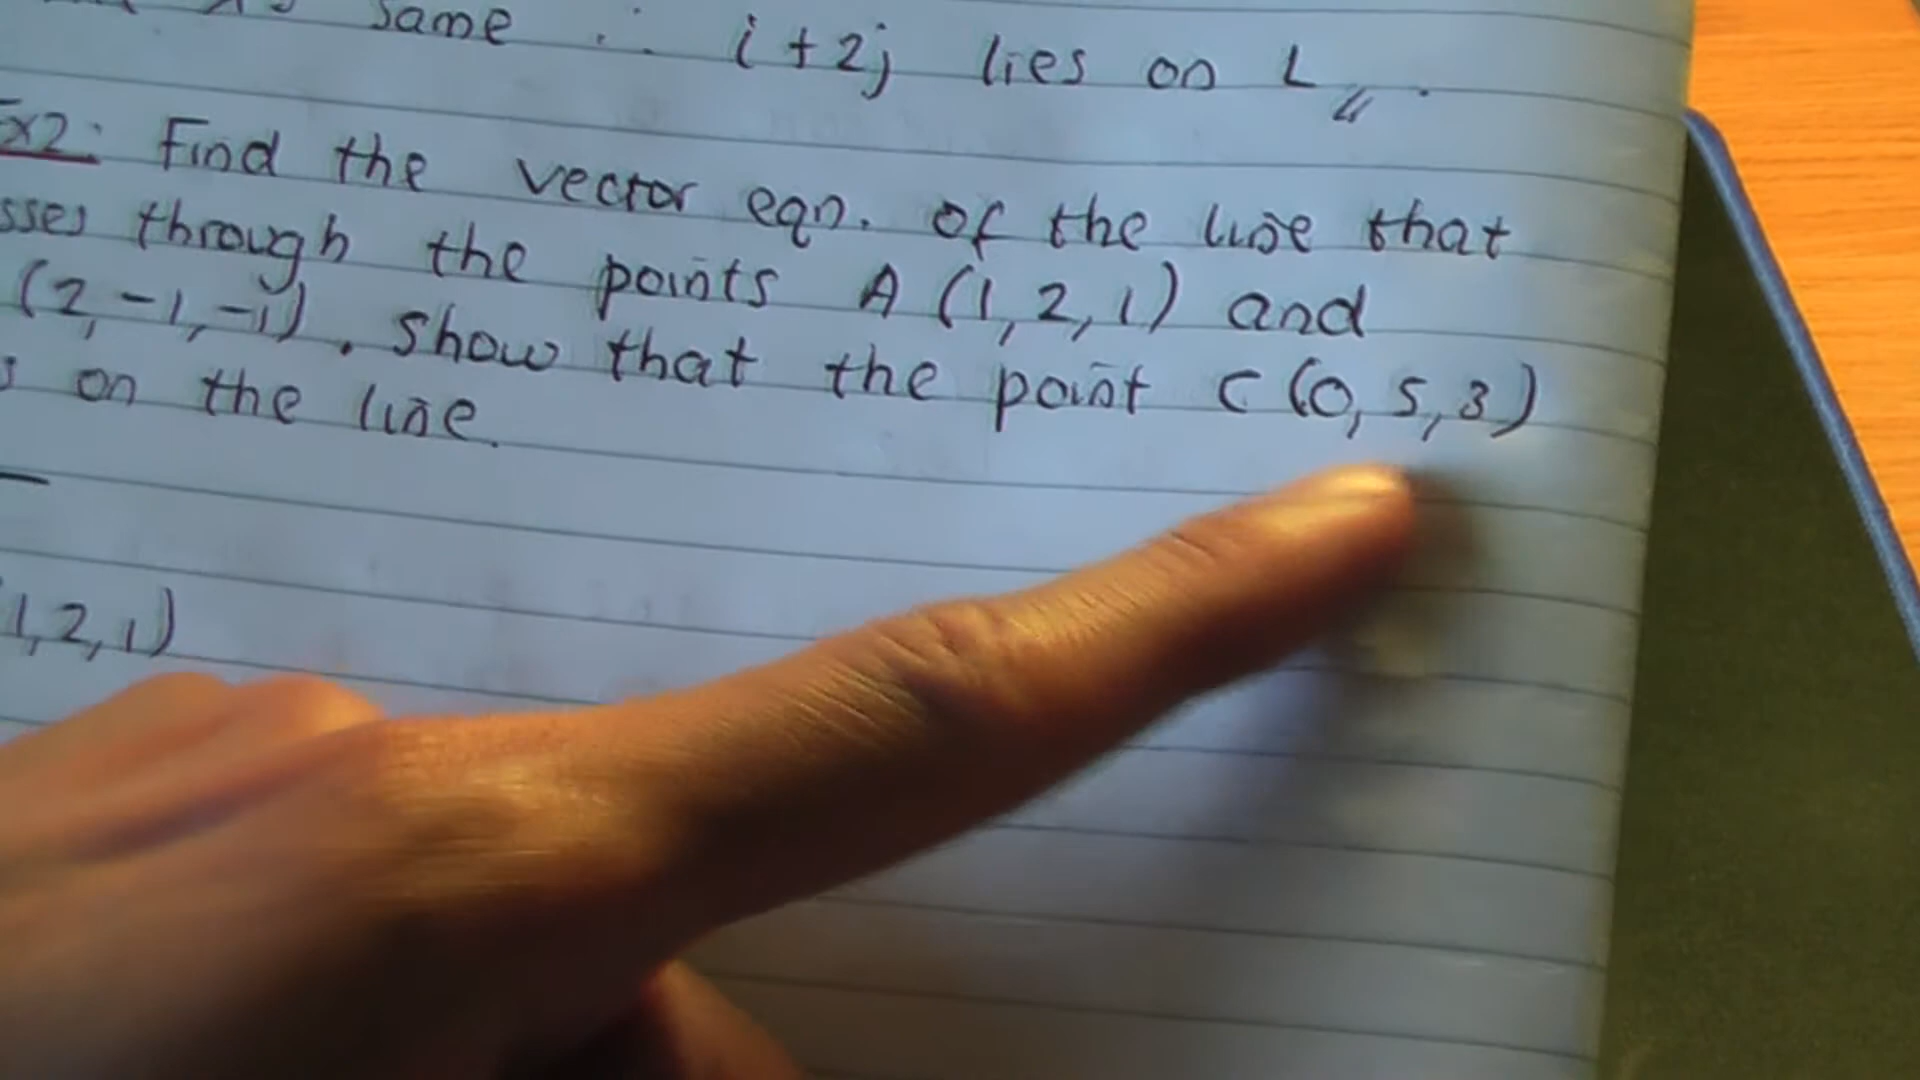 same ∴ i+2j lies on L.
Ex2: Find the vector eqn. of the line that
sses through the points A (1, 2, 1) and
(2, -1, -1). Show that the point C (0, 5, 3)
s on the line.
1, 2, 1)